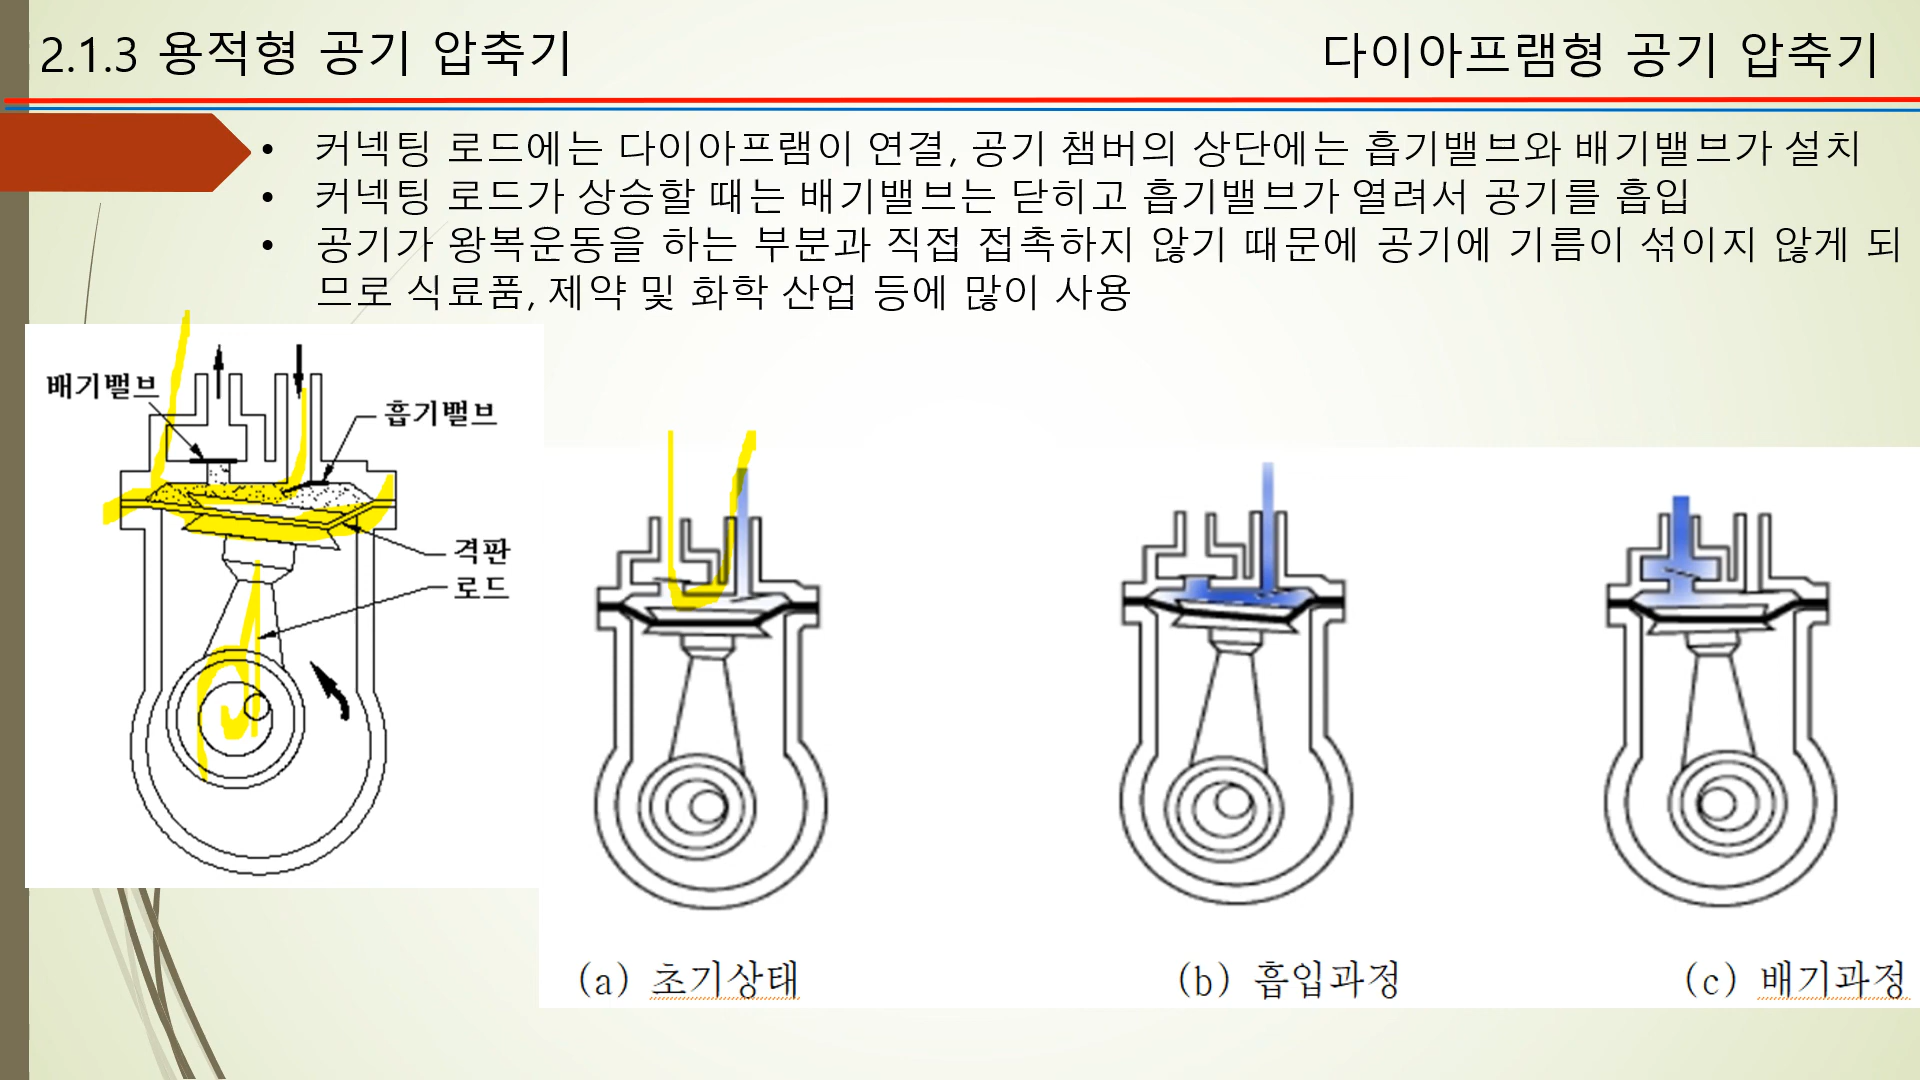 2.1.3 용적형 공기 압축기
다이아프램형 공기 압축기
• 커넥팅 로드에는 다이아프램이 연결, 공기 챔버의 상단에는 흡기밸브와 배기밸브가 설치
• 커넥팅 로드가 상승할 때는 배기밸브는 닫히고 흡기밸브가 열려서 공기를 흡입
• 공기가 왕복운동을 하는 부분과 직접 접촉하지 않기 때문에 공기에 기름이 섞이지 않게 되
므로 식료품, 제약 및 화학 산업 등에 많이 사용
배기밸브
흡기밸브
격판
로드
(a) 초기상태
(b) 흡입과정
(c) 배기과정